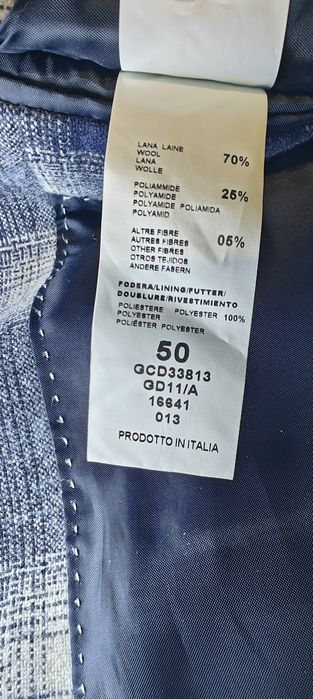 LANA LAINE
WOOL
LANA
WOLLE
70%
POLIAMMIDE
POLYAMIDE
POLYAMIDE POLIAMIDA
POLYAMID
25%
ALTRE FIBRE
AUTRES FIBRES
OTHER FIBRES
OTROS TEJIDOS
ANDERE FASERN
05%
FODERA/LINING/FUTTER/
DOUBLURE/RIVESTIMIENTO
POLIESTERE POLYESTER 100%
POLYESTER
POLIÉSTER POLYESTER
50
GCD33813
GD11/A
16641
013
PRODOTTO IN ITALIA